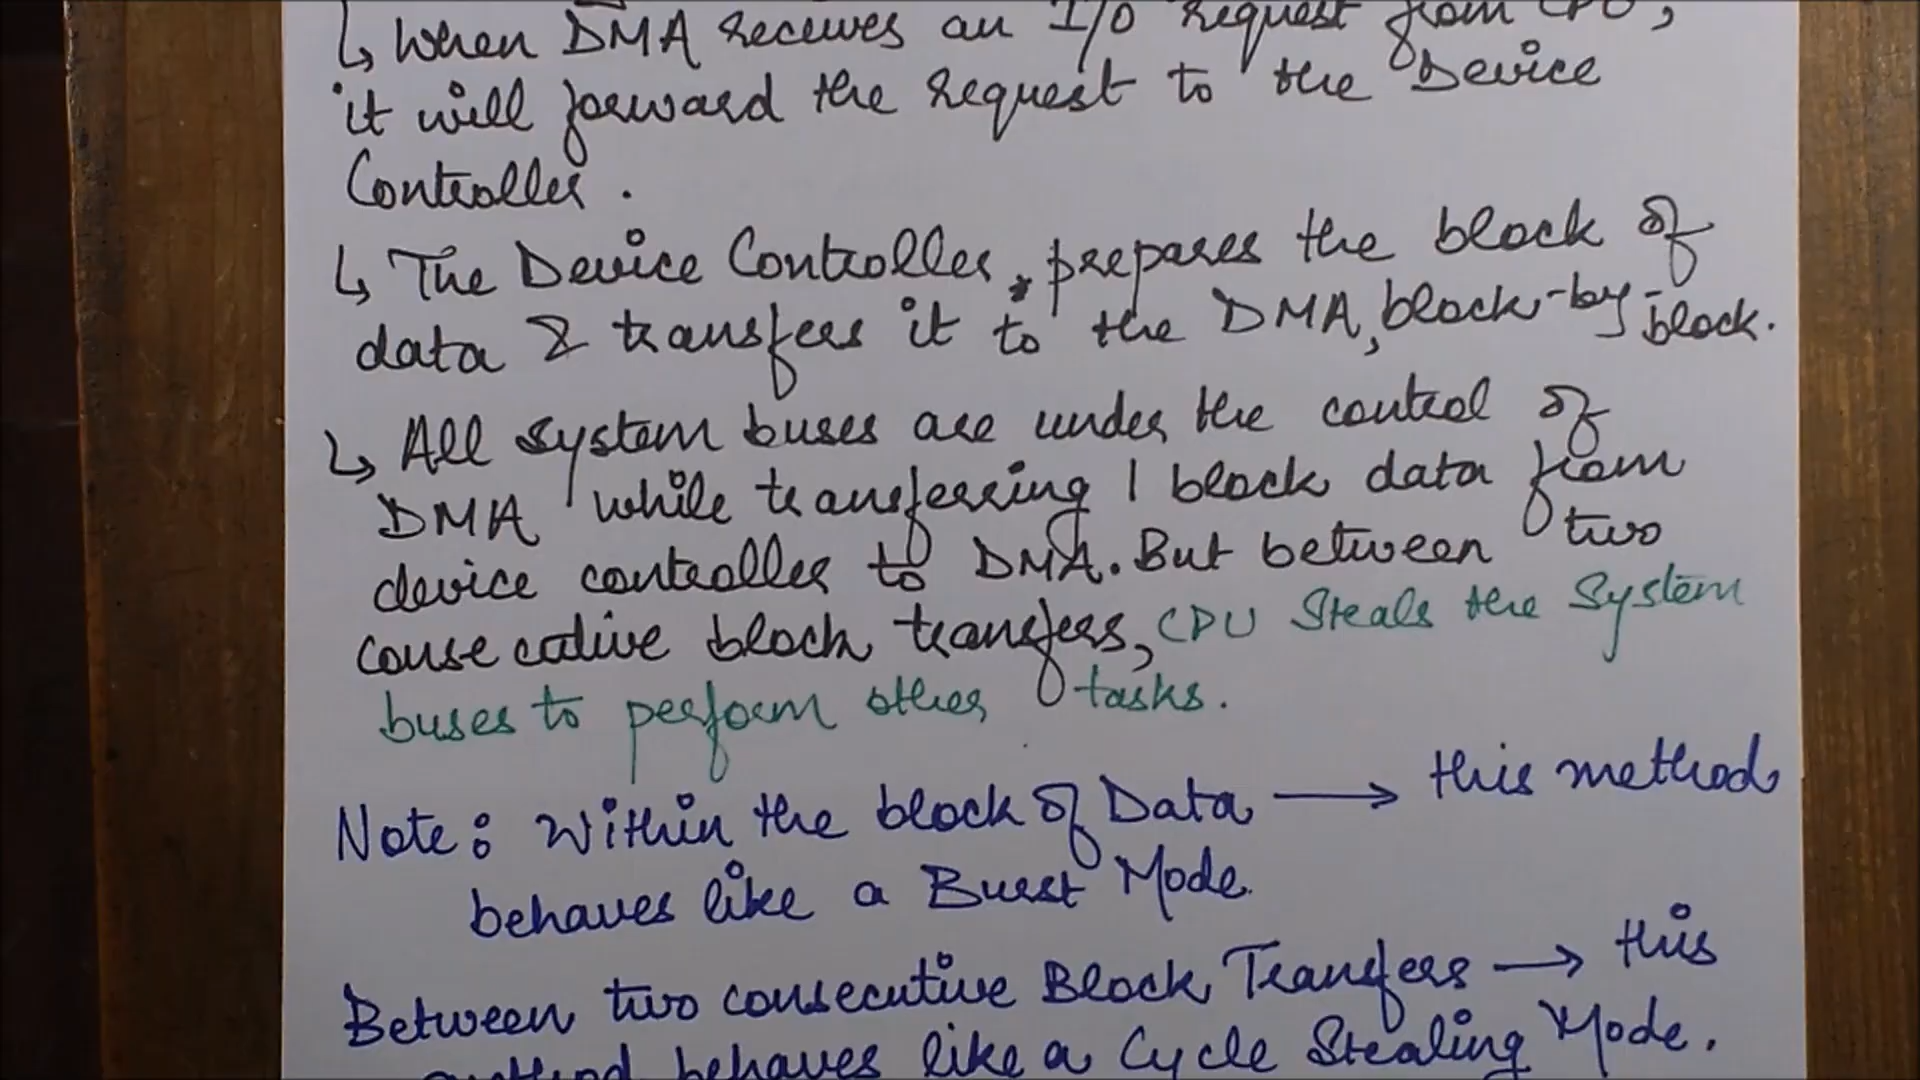 ↳ When DMA receives an I/O request from CPU,
it will forward the request to the Device
Controller.
↳ The Device Controller, prepares the block of
data & transfers it to the DMA, block-by-block.
↳ All system buses are under the control of
DMA while transferring 1 block data from
device controller to DMA. But between two
consecutive block transfers, CPU Steals the System
buses to perform other tasks.
Note: Within the block of Data → this method
behaves like a Burst Mode.
Between two consecutive Block Transfers → this
method behaves like a Cycle Stealing Mode.